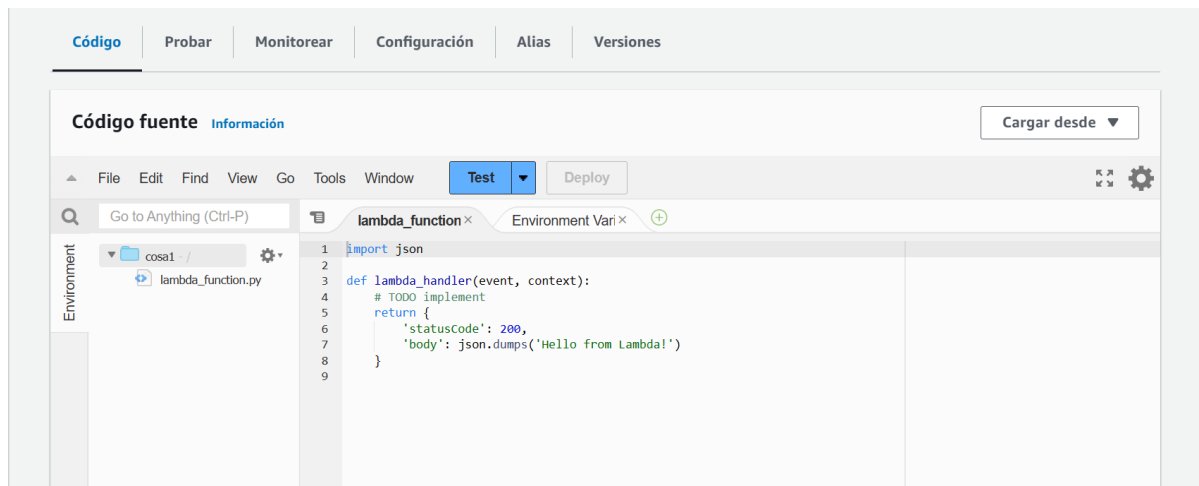 Código Probar Monitorear Configuración Alias Versiones
Código fuente Información Cargar desde
File Edit Find View Go Tools Window Test Deploy
Go to Anything (Ctrl-P) lambda_function Environment Vari
Environment
cosa1 - /
lambda_function.py
1 import json
2
3 def lambda_handler(event, context):
4     # TODO implement
5     return {
6         'statusCode': 200,
7         'body': json.dumps('Hello from Lambda!')
8     }
9